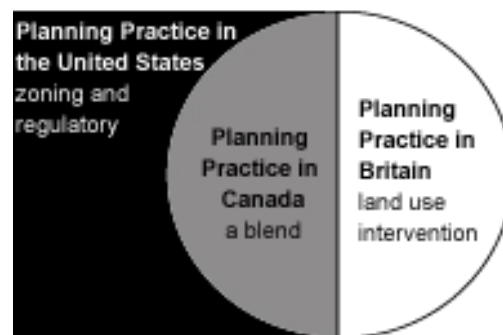 Planning Practice in
the United States
zoning and
regulatory
Planning
Practice in
Canada
a blend
Planning
Practice in
Britain
land use
intervention